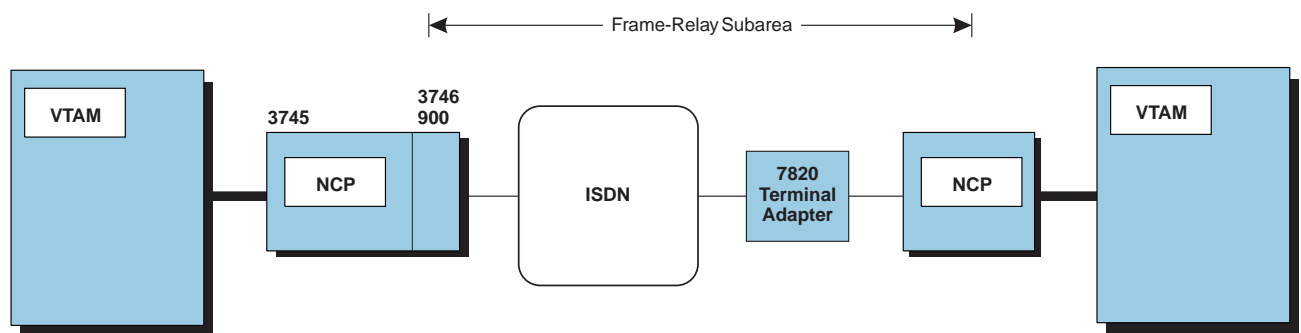 Frame-Relay Subarea
VTAM
3745
3746
900
NCP
ISDN
7820
Terminal
Adapter
NCP
VTAM